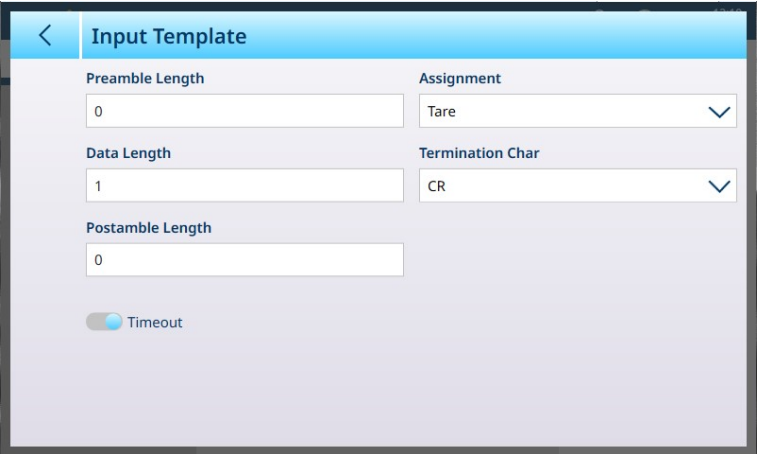 Input Template
Preamble Length
0
Assignment
Tare
Data Length
1
Termination Char
CR
Postamble Length
0
Timeout